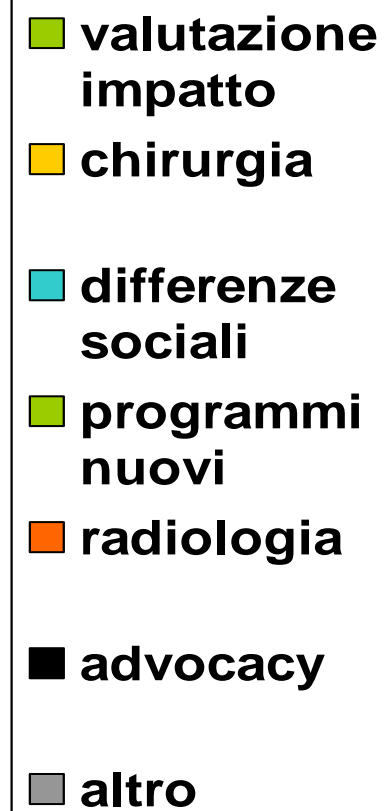 valutazione
impatto
chirurgia
differenze
sociali
programmi
nuovi
radiologia
advocacy
altro